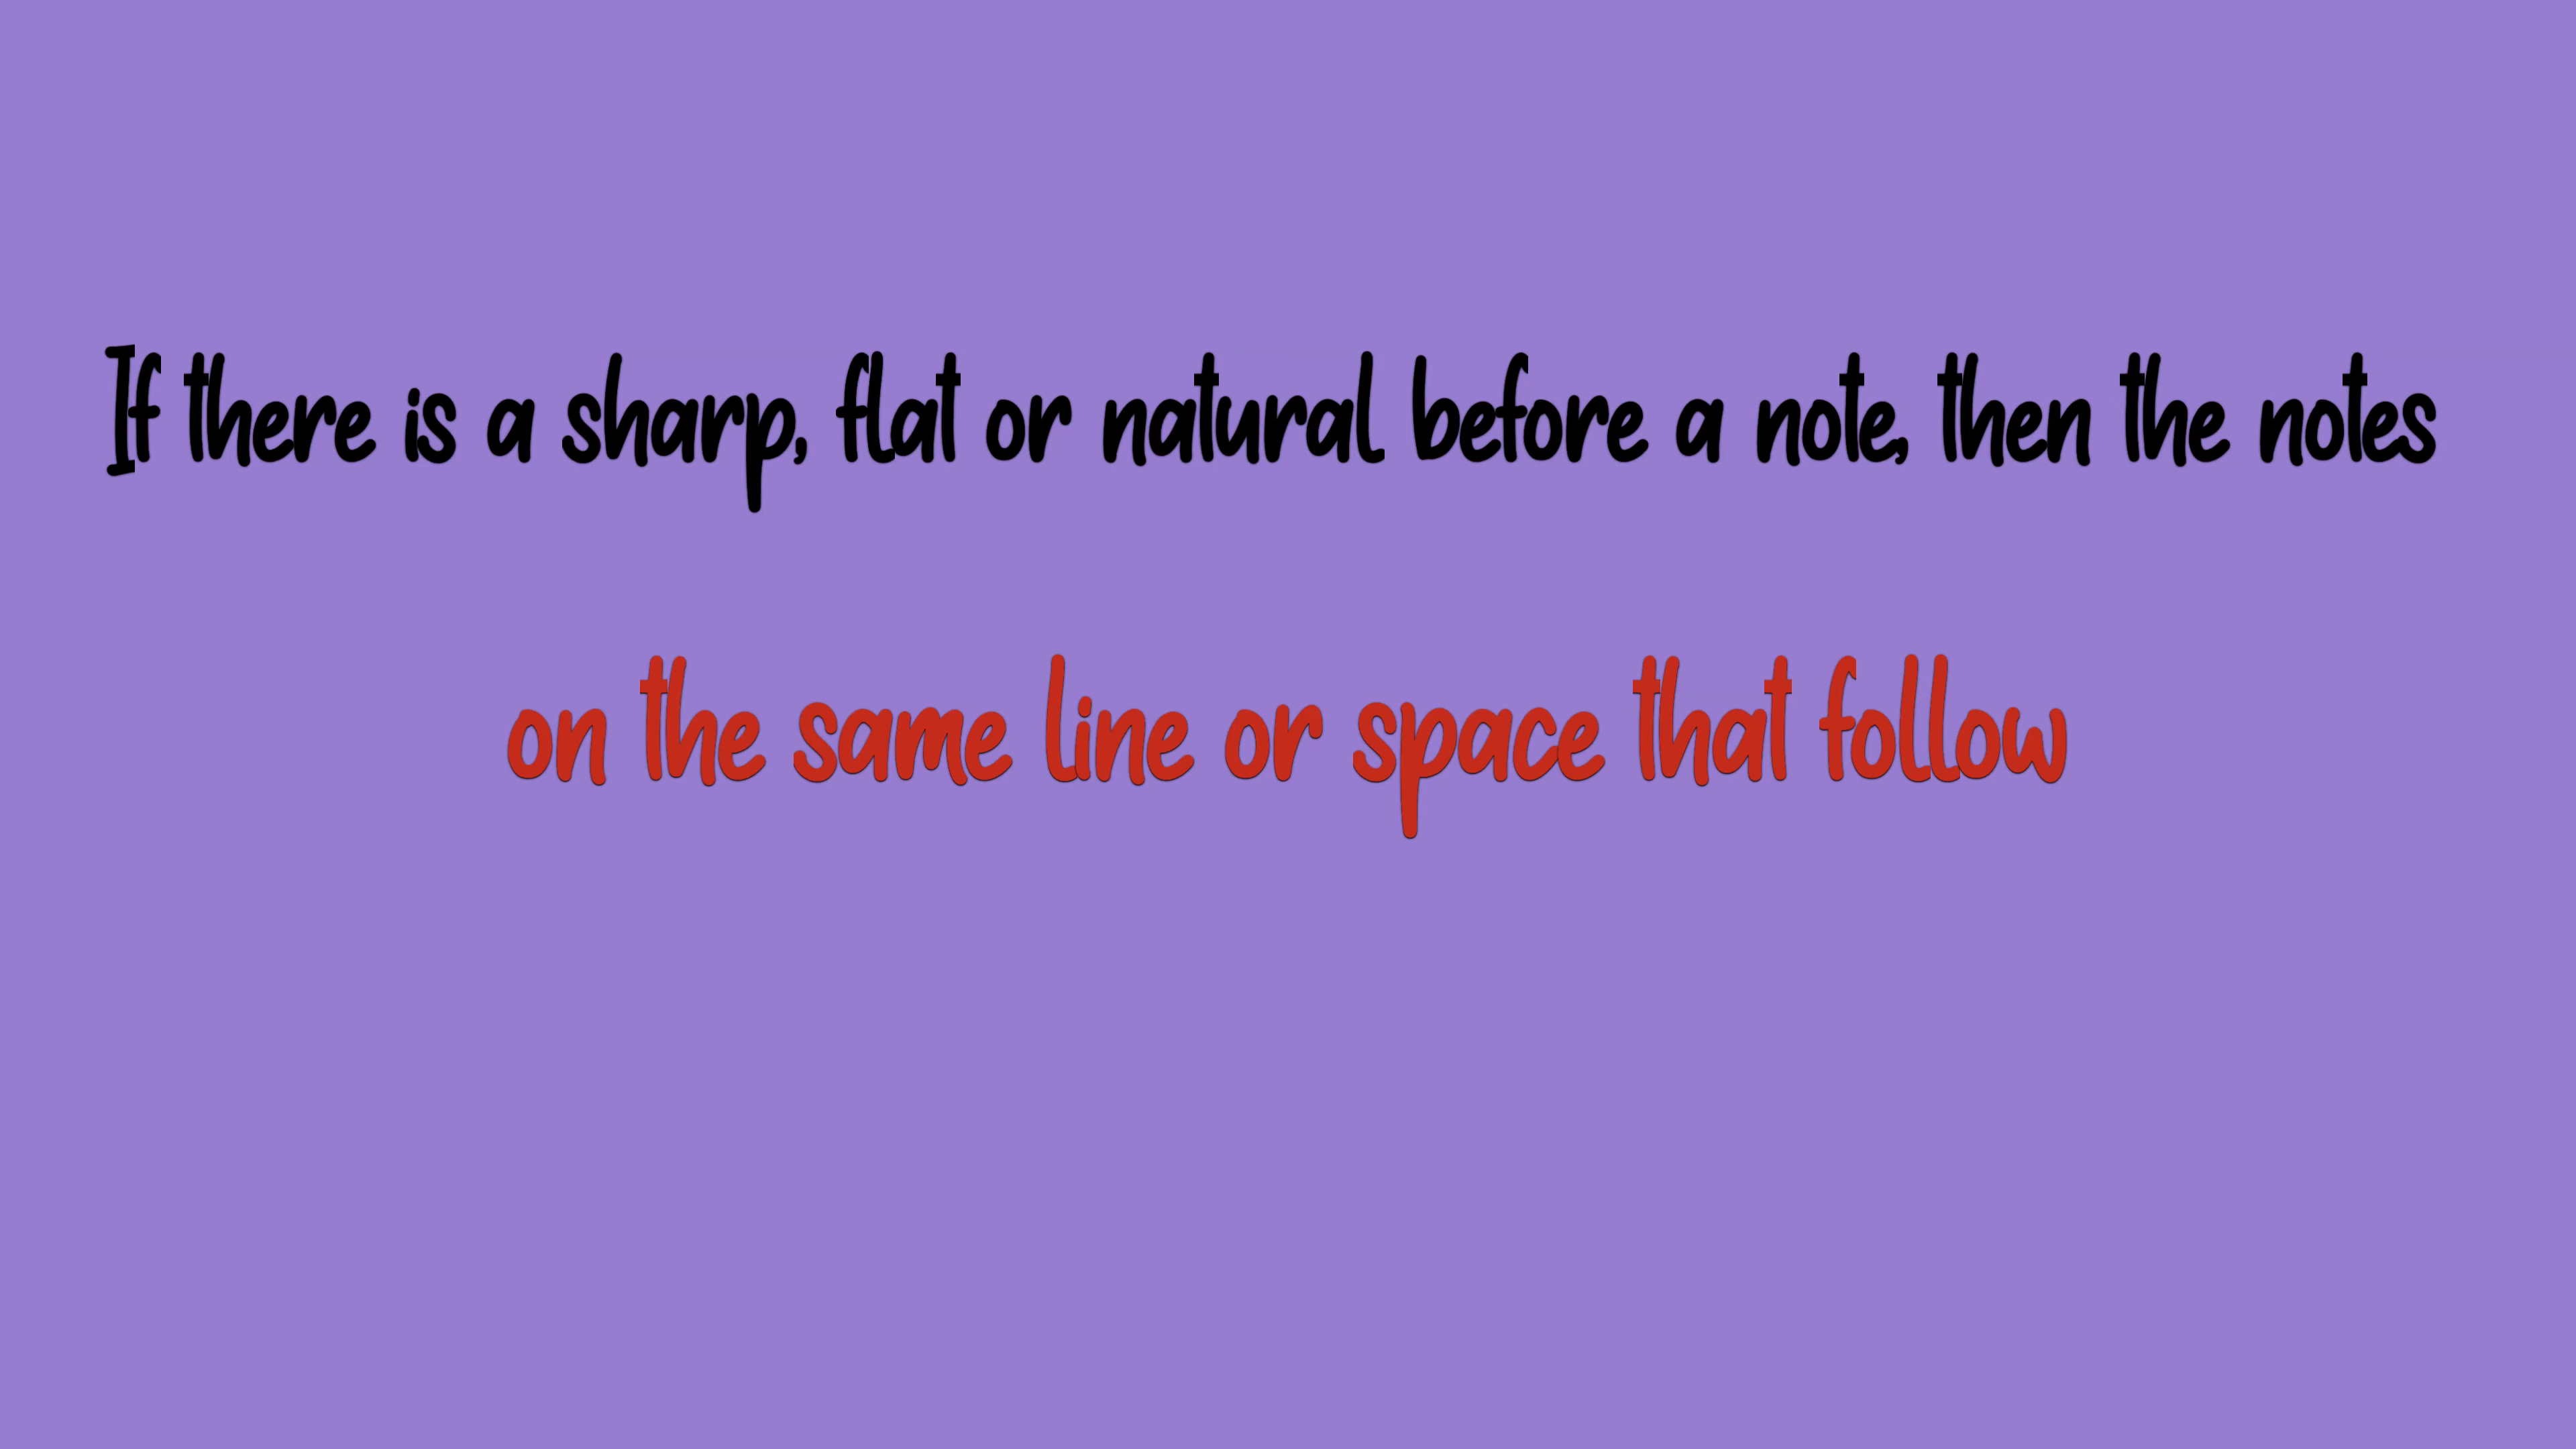 If there is a sharp, flat or natural before a note, then the notes
on the same line or space that follow